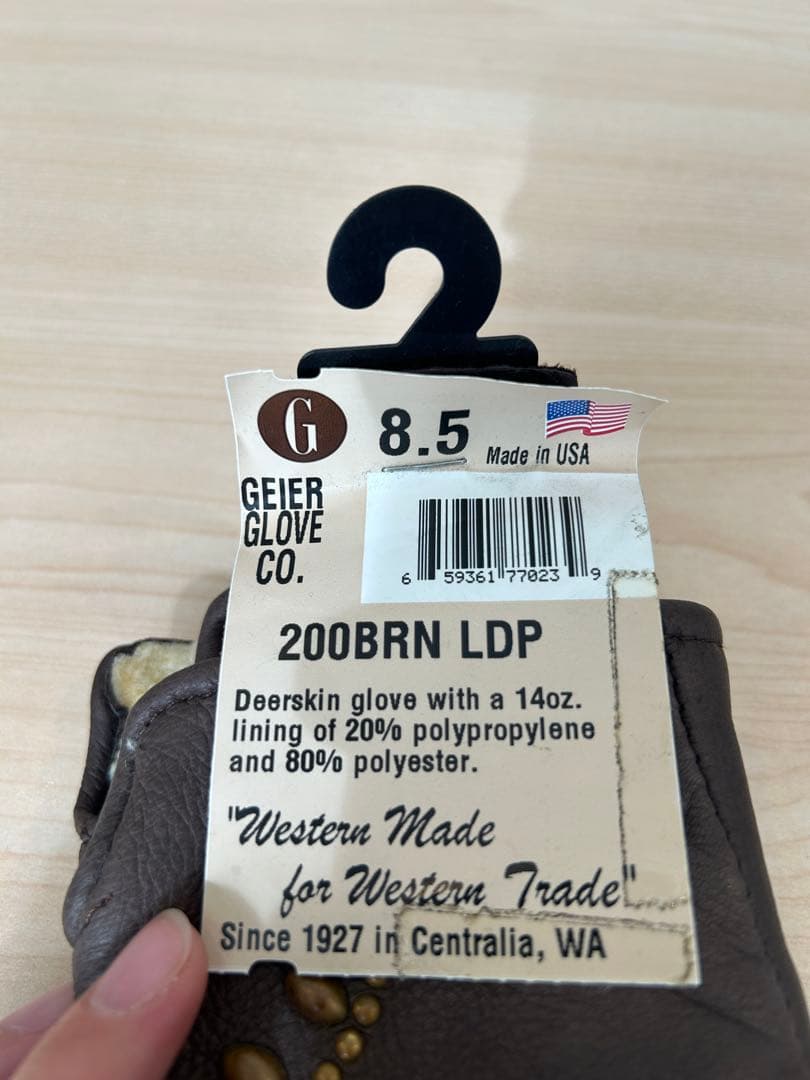 G
8.5
Made in USA
GEIER
GLOVE
CO.
6 59361 77023 9
200BRN LDP
Deerskin glove with a 14oz.
lining of 20% polypropylene
and 80% polyester.
"Western Made
for Western Trade"
Since 1927 in Centralia, WA